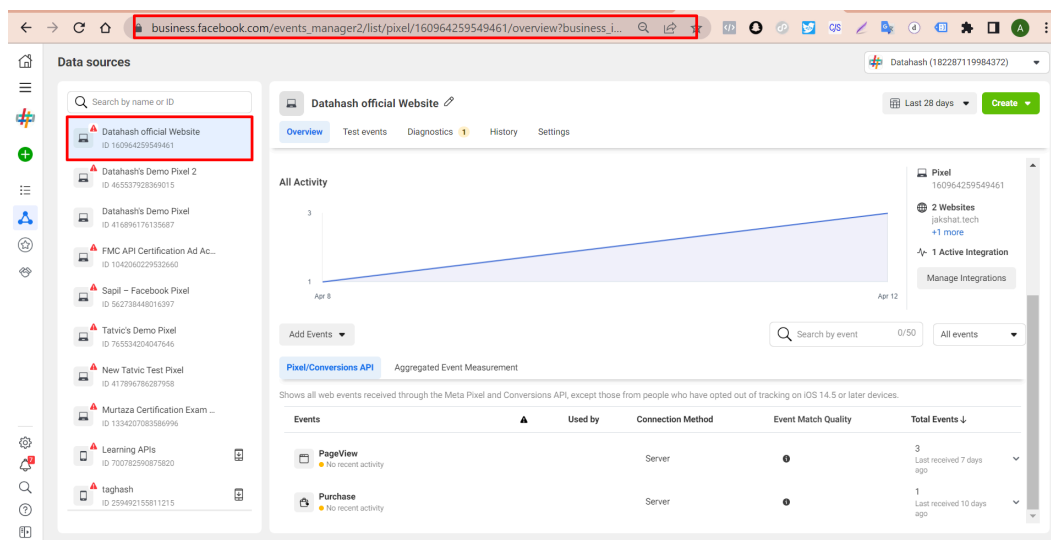 business.facebook.com/events_manager2/list/pixel/160964259549461/overview?business_i...
CJS
d
A
Data sources
Datahash (182287119984372)
Search by name or ID
Datahash official Website
ID 160964259549461
Datahash's Demo Pixel 2
ID 465537928369015
Datahash's Demo Pixel
ID 416896176135687
FMC API Certification Ad Ac...
ID 1042060229532660
Sapil – Facebook Pixel
ID 562738448016397
Tatvic's Demo Pixel
ID 765534204047646
New Tatvic Test Pixel
ID 417896786287958
Murtaza Certification Exam ...
ID 1334207083586996
Learning APIs
ID 700782590875820
taghash
ID 259492155811215
7
Datahash official Website
Last 28 days
Create
Overview Test events Diagnostics 1 History Settings
All Activity
3
1
Apr 8
Apr 12
Pixel
160964259549461
2 Websites
jakshat.tech
+1 more
1 Active Integration
Manage Integrations
Add Events
Search by event 0/50
All events
Pixel/Conversions API Aggregated Event Measurement
Shows all web events received through the Meta Pixel and Conversions API, except those from people who have opted out of tracking on iOS 14.5 or later devices.
Events Used by Connection Method Event Match Quality Total Events ↓
PageView
No recent activity
Server
3
Last received 7 days
ago
Purchase
No recent activity
Server
1
Last received 10 days
ago